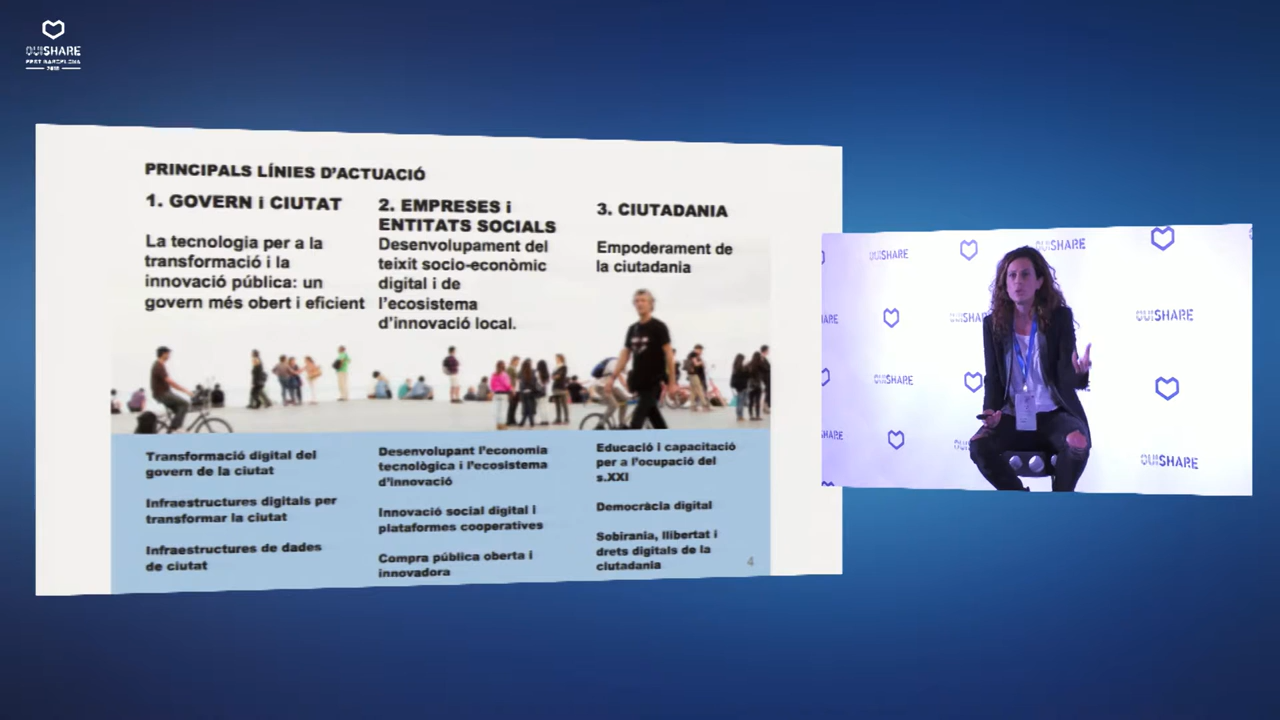 OUISHARE
FEST BARCELONA
PRINCIPALS LÍNIES D'ACTUACIÓ
1. GOVERN i CIUTAT
La tecnologia per a la
transformació i la
innovació pública: un
govern més obert i eficient
2. EMPRESES i
ENTITATS SOCIALS
Desenvolupament del
teixit socio-econòmic
digital i de
l'ecosistema
d'innovació local.
3. CIUTADANIA
Empoderament de
la ciutadania
Transformació digital del
govern de la ciutat
Infraestructures digitals per
transformar la ciutat
Infraestructures de dades
de ciutat
Desenvolupant l'economia
tecnològica i l'ecosistema
d'innovació
Innovació social digital i
plataformes cooperatives
Compra pública oberta i
innovadora
Educació i capacitació
per a l'ocupació del
s.XXI
Democràcia digital
Sobirania, llibertat i
drets digitals de la
ciutadania
4
OUISHARE
OUISHARE
OUISHARE
OUISHARE
OUISHARE